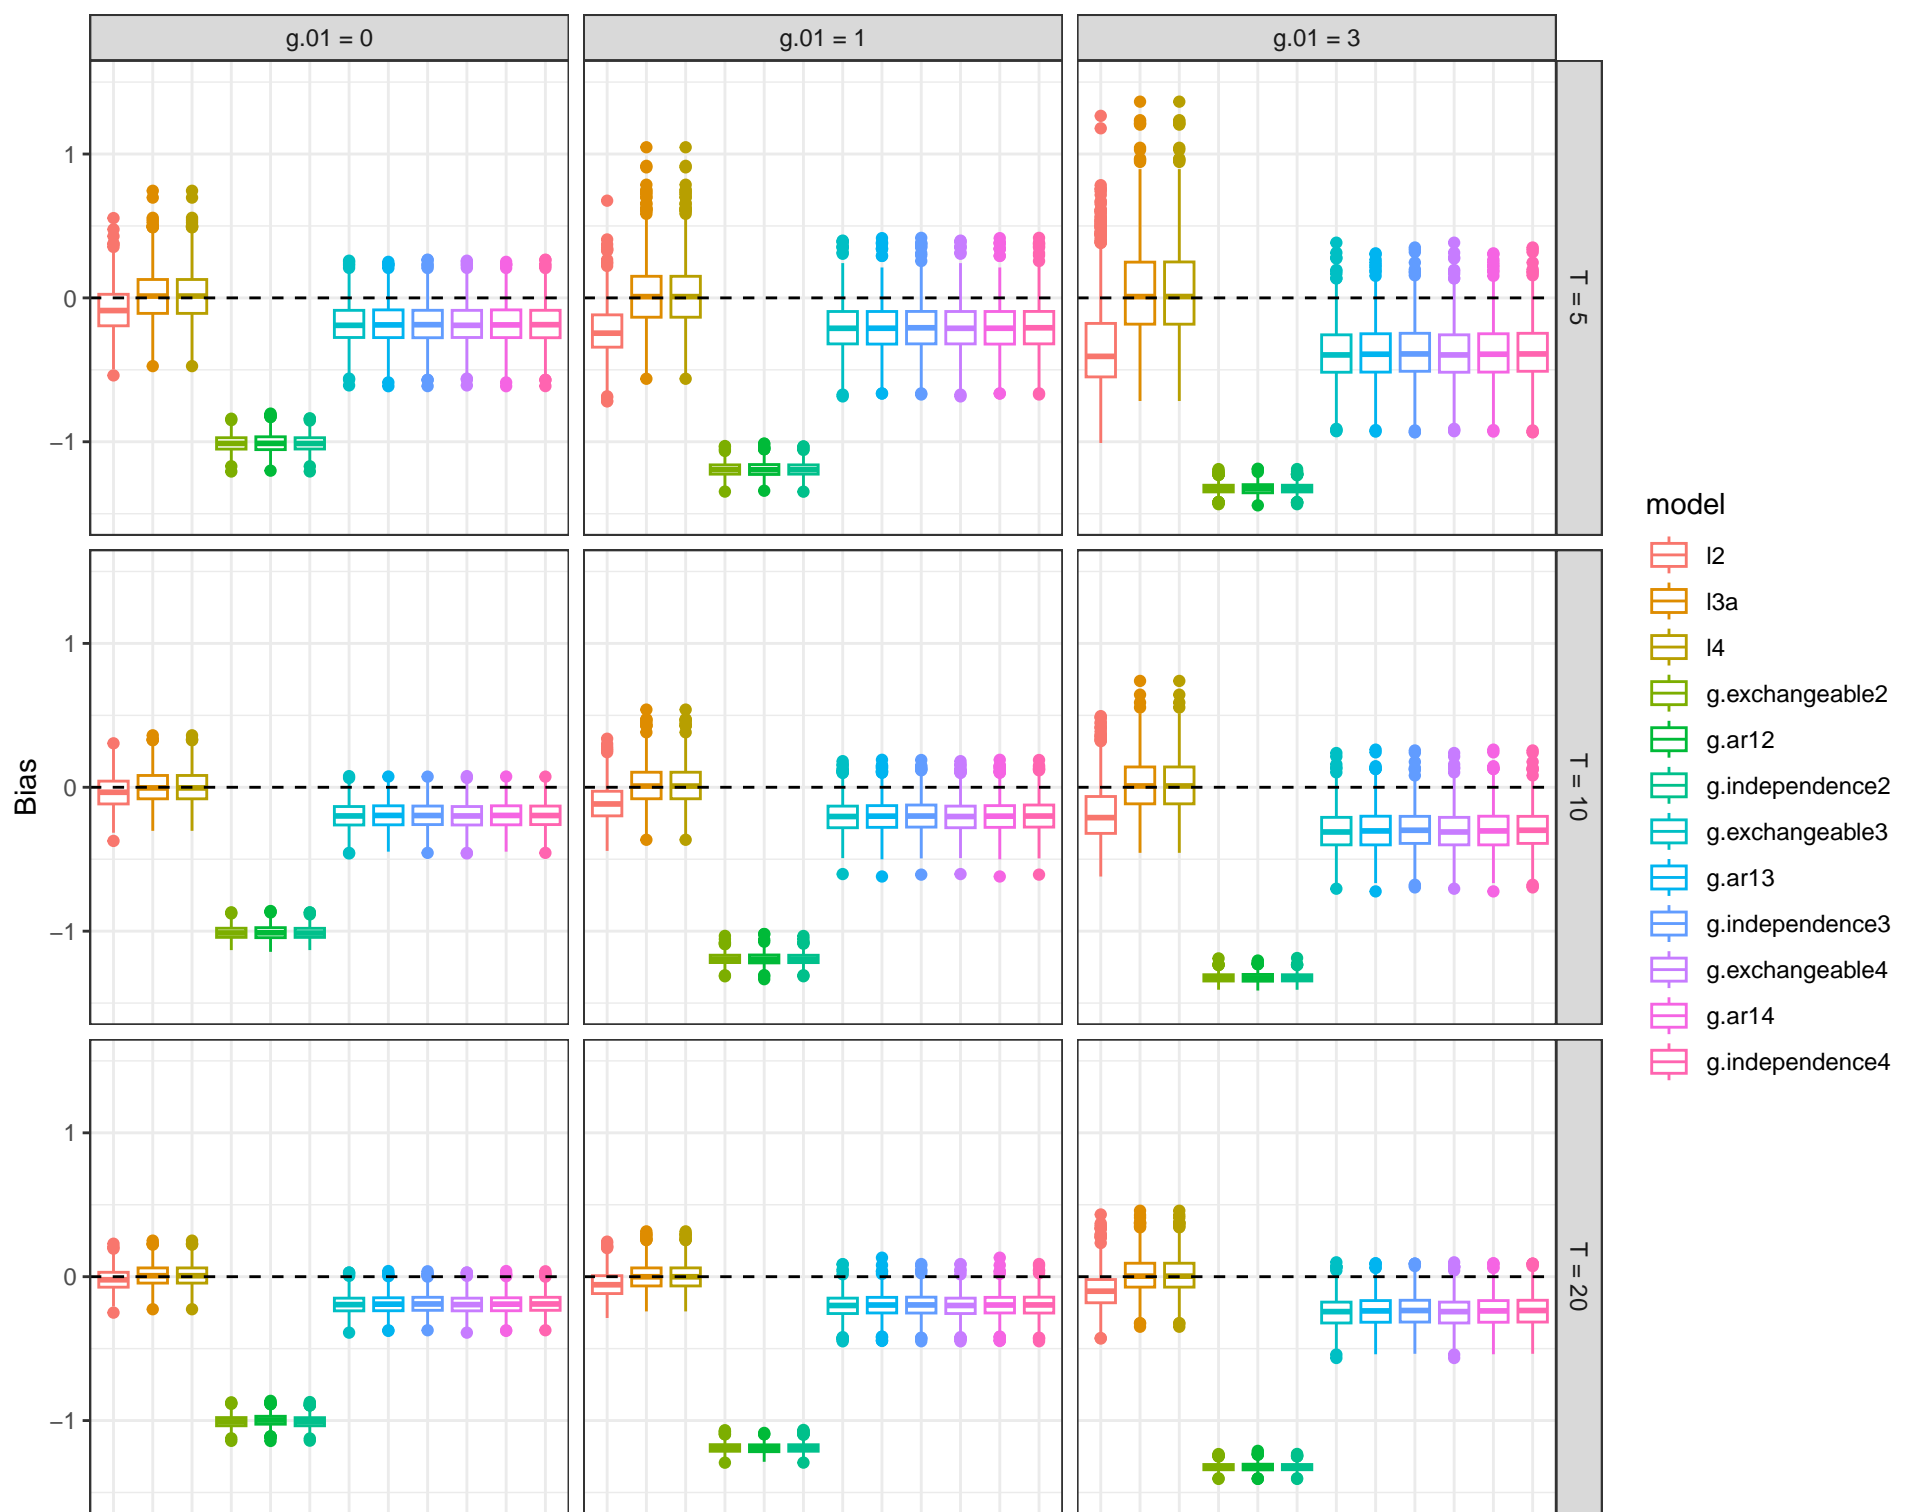 g.01 = 0
g.01 = 1
g.01 = 3
1
0
−1
T = 5
1
0
−1
T = 10
1
0
−1
T = 20
Bias
model
l2
l3a
l4
g.exchangeable2
g.ar12
g.independence2
g.exchangeable3
g.ar13
g.independence3
g.exchangeable4
g.ar14
g.independence4